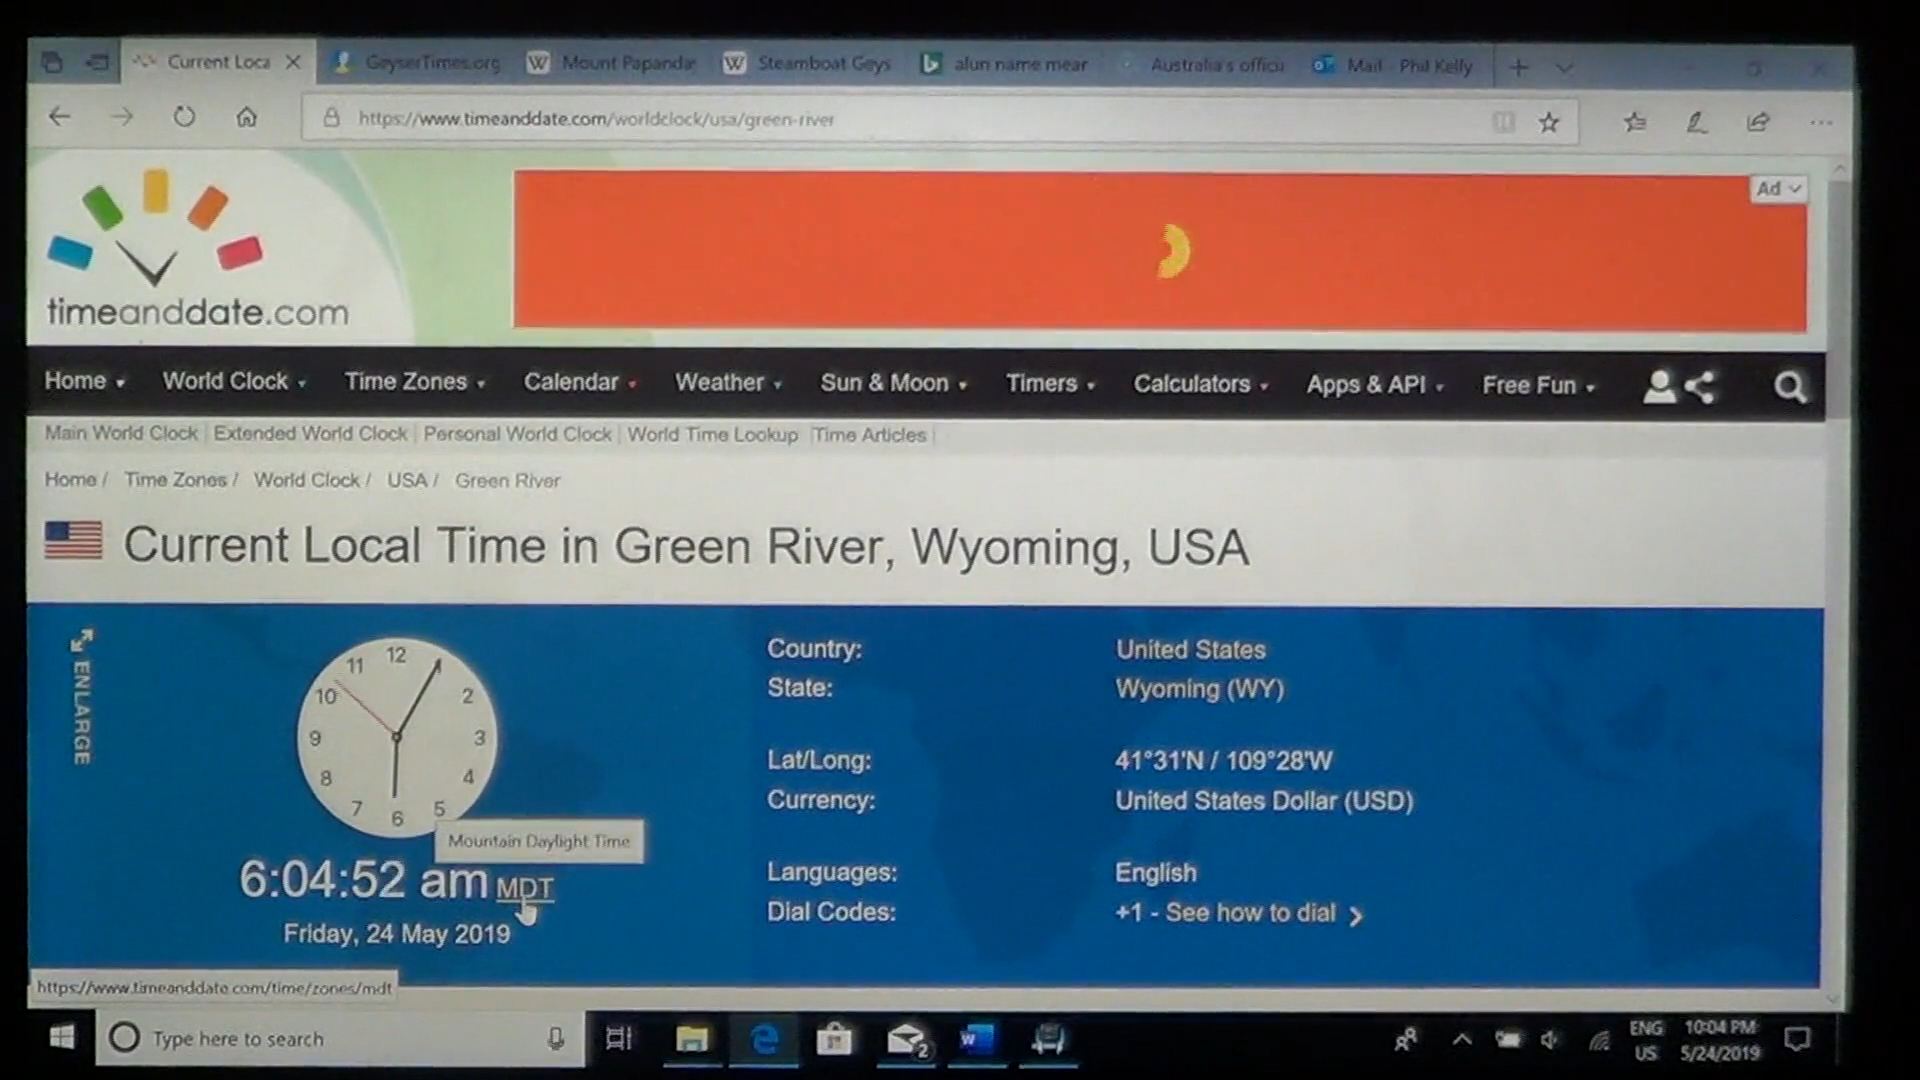 Current Loca
GeyserTimes.org
Mount Papanda
Steamboat Geys
alun name mear
Australia's officia
Mail - Phil Kelly
https://www.timeanddate.com/worldclock/usa/green-river
Ad
timeanddate.com
Home World Clock Time Zones Calendar Weather Sun & Moon Timers Calculators Apps & API Free Fun
Main World Clock | Extended World Clock | Personal World Clock | World Time Lookup | Time Articles |
Home / Time Zones / World Clock / USA / Green River
Current Local Time in Green River, Wyoming, USA
ENLARGE
12
11
10
2
9
3
8
4
7
5
6
Mountain Daylight Time
6:04:52 am MDT
Friday, 24 May 2019
Country: United States
State: Wyoming (WY)
Lat/Long: 41°31'N / 109°28'W
Currency: United States Dollar (USD)
Languages: English
Dial Codes: +1 - See how to dial
https://www.timeanddate.com/time/zones/mdt
Type here to search
2
W
ENG
US
10:04 PM
5/24/2019